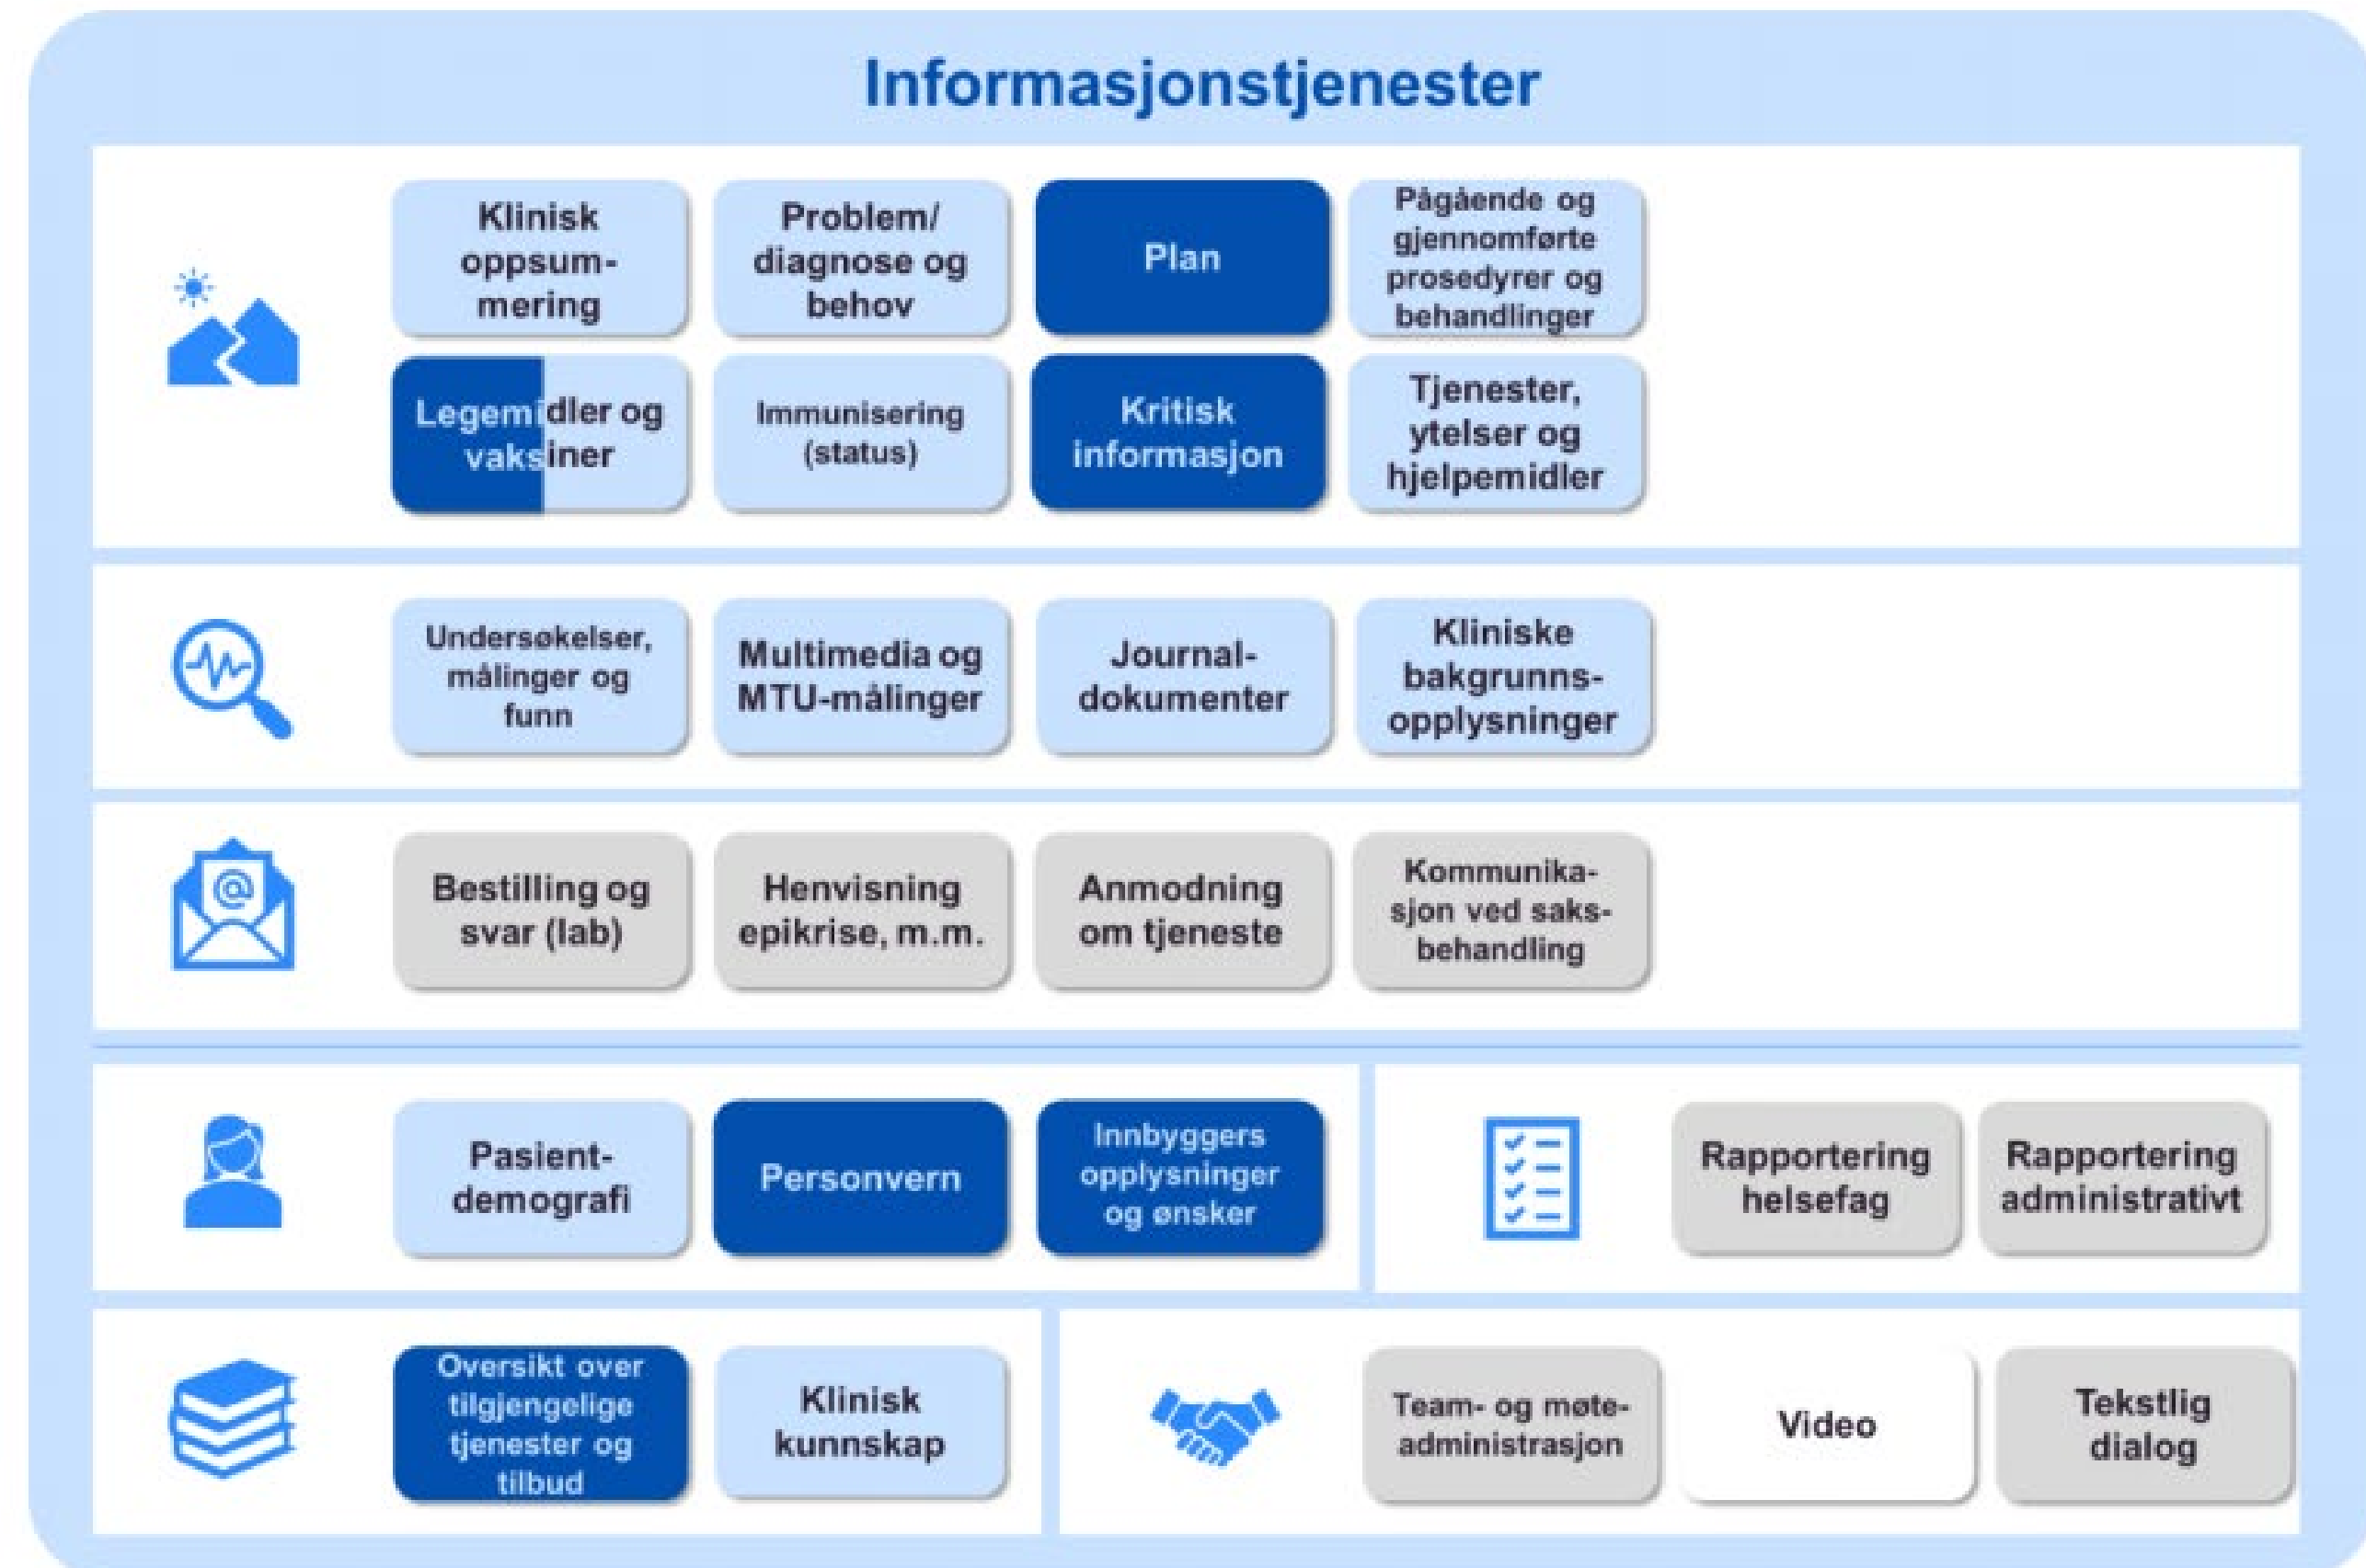 Informasjonstjenester
Klinisk
oppsum-
mering
Problem/
diagnose og
behov
Plan
Pågående og
gjennomførte
prosedyrer og
behandlinger
Legemidler og
vaksiner
Immunisering
(status)
Kritisk
informasjon
Tjenester,
ytelser og
hjelpemidler
Undersøkelser,
målinger og
funn
Multimedia og
MTU-målinger
Journal-
dokumenter
Kliniske
bakgrunns-
opplysninger
@
Bestilling og
svar (lab)
Henvisning
epikrise, m.m.
Anmodning
om tjeneste
Kommunika-
sjon ved saks-
behandling
Pasient-
demografi
Personvern
Innbyggers
opplysninger
og ønsker
Rapportering
helsefag
Rapportering
administrativt
Oversikt over
tilgjengelige
tjenester og
tilbud
Klinisk
kunnskap
Team- og møte-
administrasjon
Video
Tekstlig
dialog